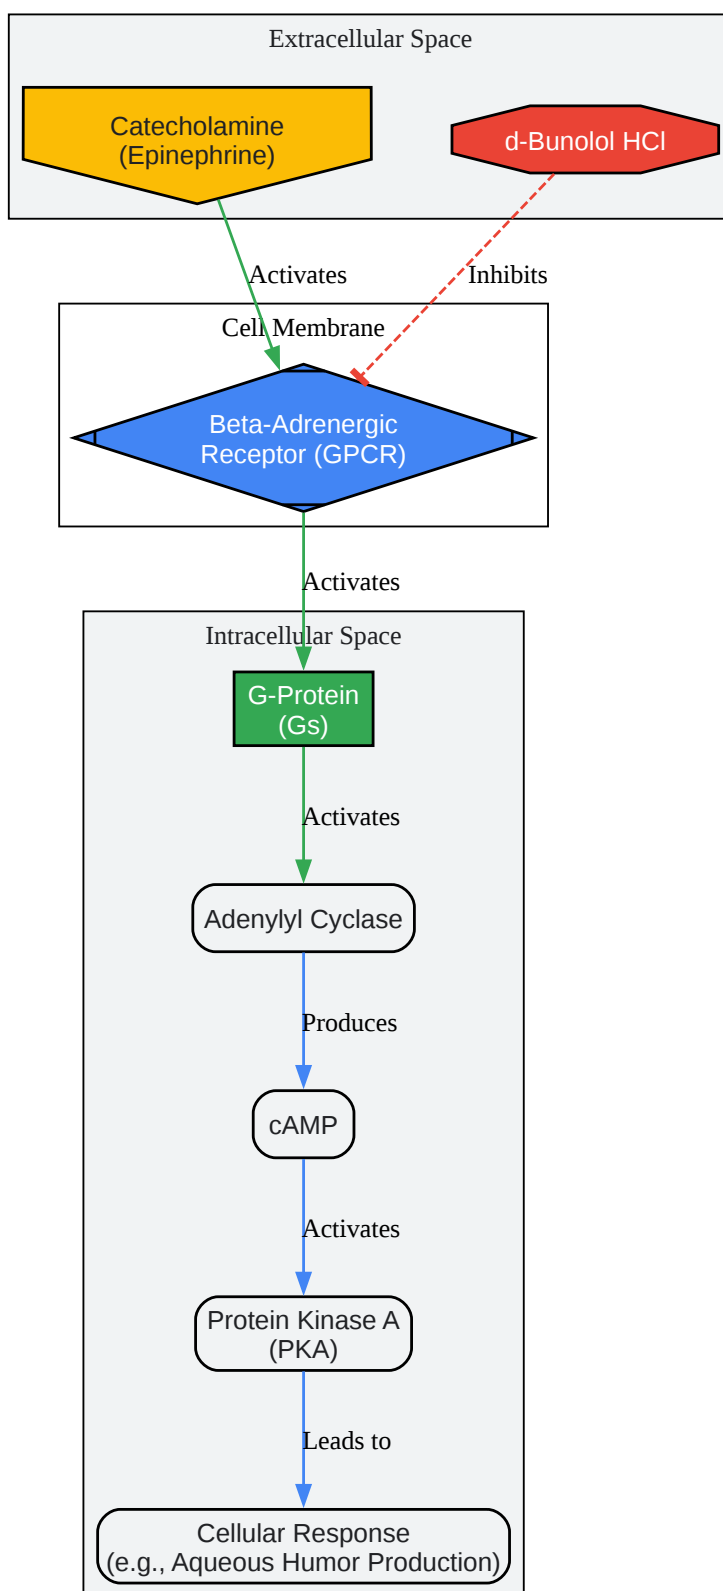 Extracellular Space
Catecholamine
(Epinephrine)
d-Bunolol HCl
Activates
Inhibits
Cell Membrane
Beta-Adrenergic
Receptor (GPCR)
Activates
Intracellular Space
G-Protein
(Gs)
Activates
Adenylyl Cyclase
Produces
cAMP
Activates
Protein Kinase A
(PKA)
Leads to
Cellular Response
(e.g., Aqueous Humor Production)